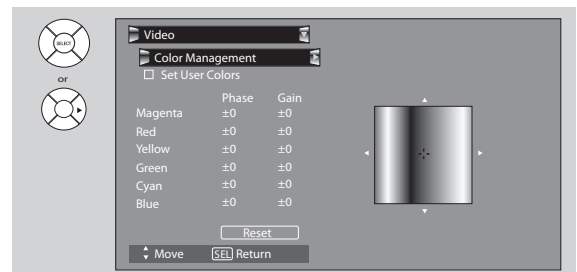 SELECT
or
Video
Color Management
Set User Colors
Phase Gain
Magenta ±0 ±0
Red ±0 ±0
Yellow ±0 ±0
Green ±0 ±0
Cyan ±0 ±0
Blue ±0 ±0
Reset
Move SEL Return